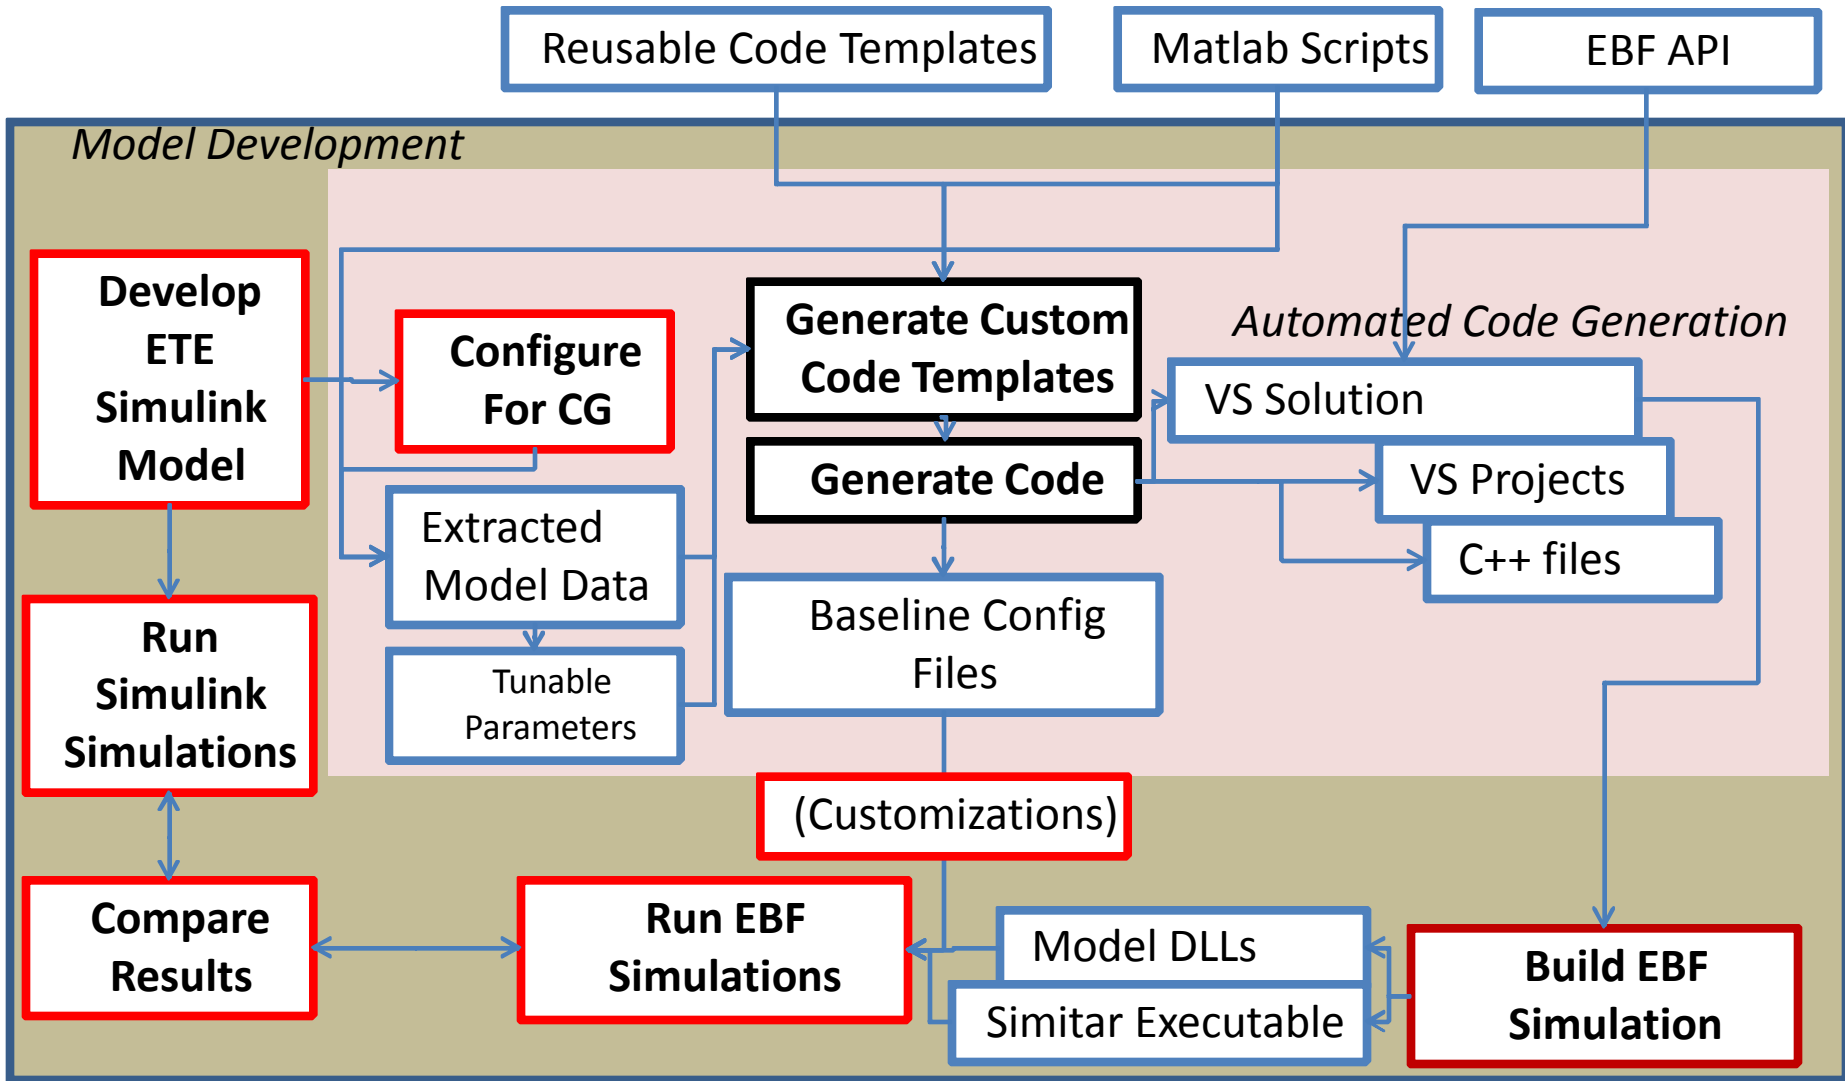 Reusable Code Templates
Matlab Scripts
EBF API
Model Development
Develop
ETE
Simulink
Model
Configure
For CG
Generate Custom
Code Templates
Automated Code Generation
VS Solution
Generate Code
VS Projects
C++ files
Extracted
Model Data
Baseline Config
Files
Tunable
Parameters
Run
Simulink
Simulations
(Customizations)
Compare
Results
Run EBF
Simulations
Model DLLs
Simitar Executable
Build EBF
Simulation